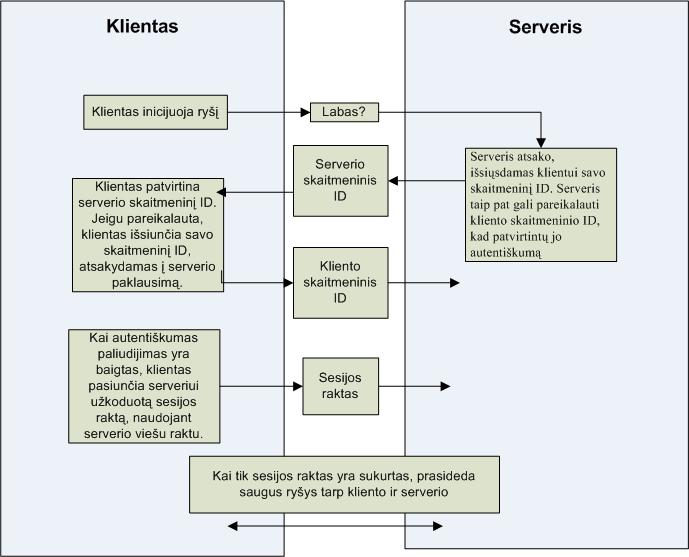 Klientas
Serveris
Klientas inicijuoja ryšį
Labas?
Serverio
skaitmeninis
ID
Serveris atsako,
išsiųsdamas klientui savo
skaitmeninį ID. Serveris
taip pat gali pareikalauti
kliento skaitmeninio ID,
kad patvirtintų jo
autentiškumą
Klientas patvirtina
serverio skaitmeninį ID.
Jeigu pareikalauta,
klientas išsiunčia savo
skaitmeninį ID,
atsakydamas į serverio
paklausimą.
Kliento
skaitmeninis
ID
Kai autentiškumas
paliudijimas yra
baigtas, klientas
pasiunčia serveriui
užkoduotą sesijos
raktą, naudojant
serverio viešu raktu.
Sesijos
raktas
Kai tik sesijos raktas yra sukurtas, prasideda
saugus ryšys tarp kliento ir serverio